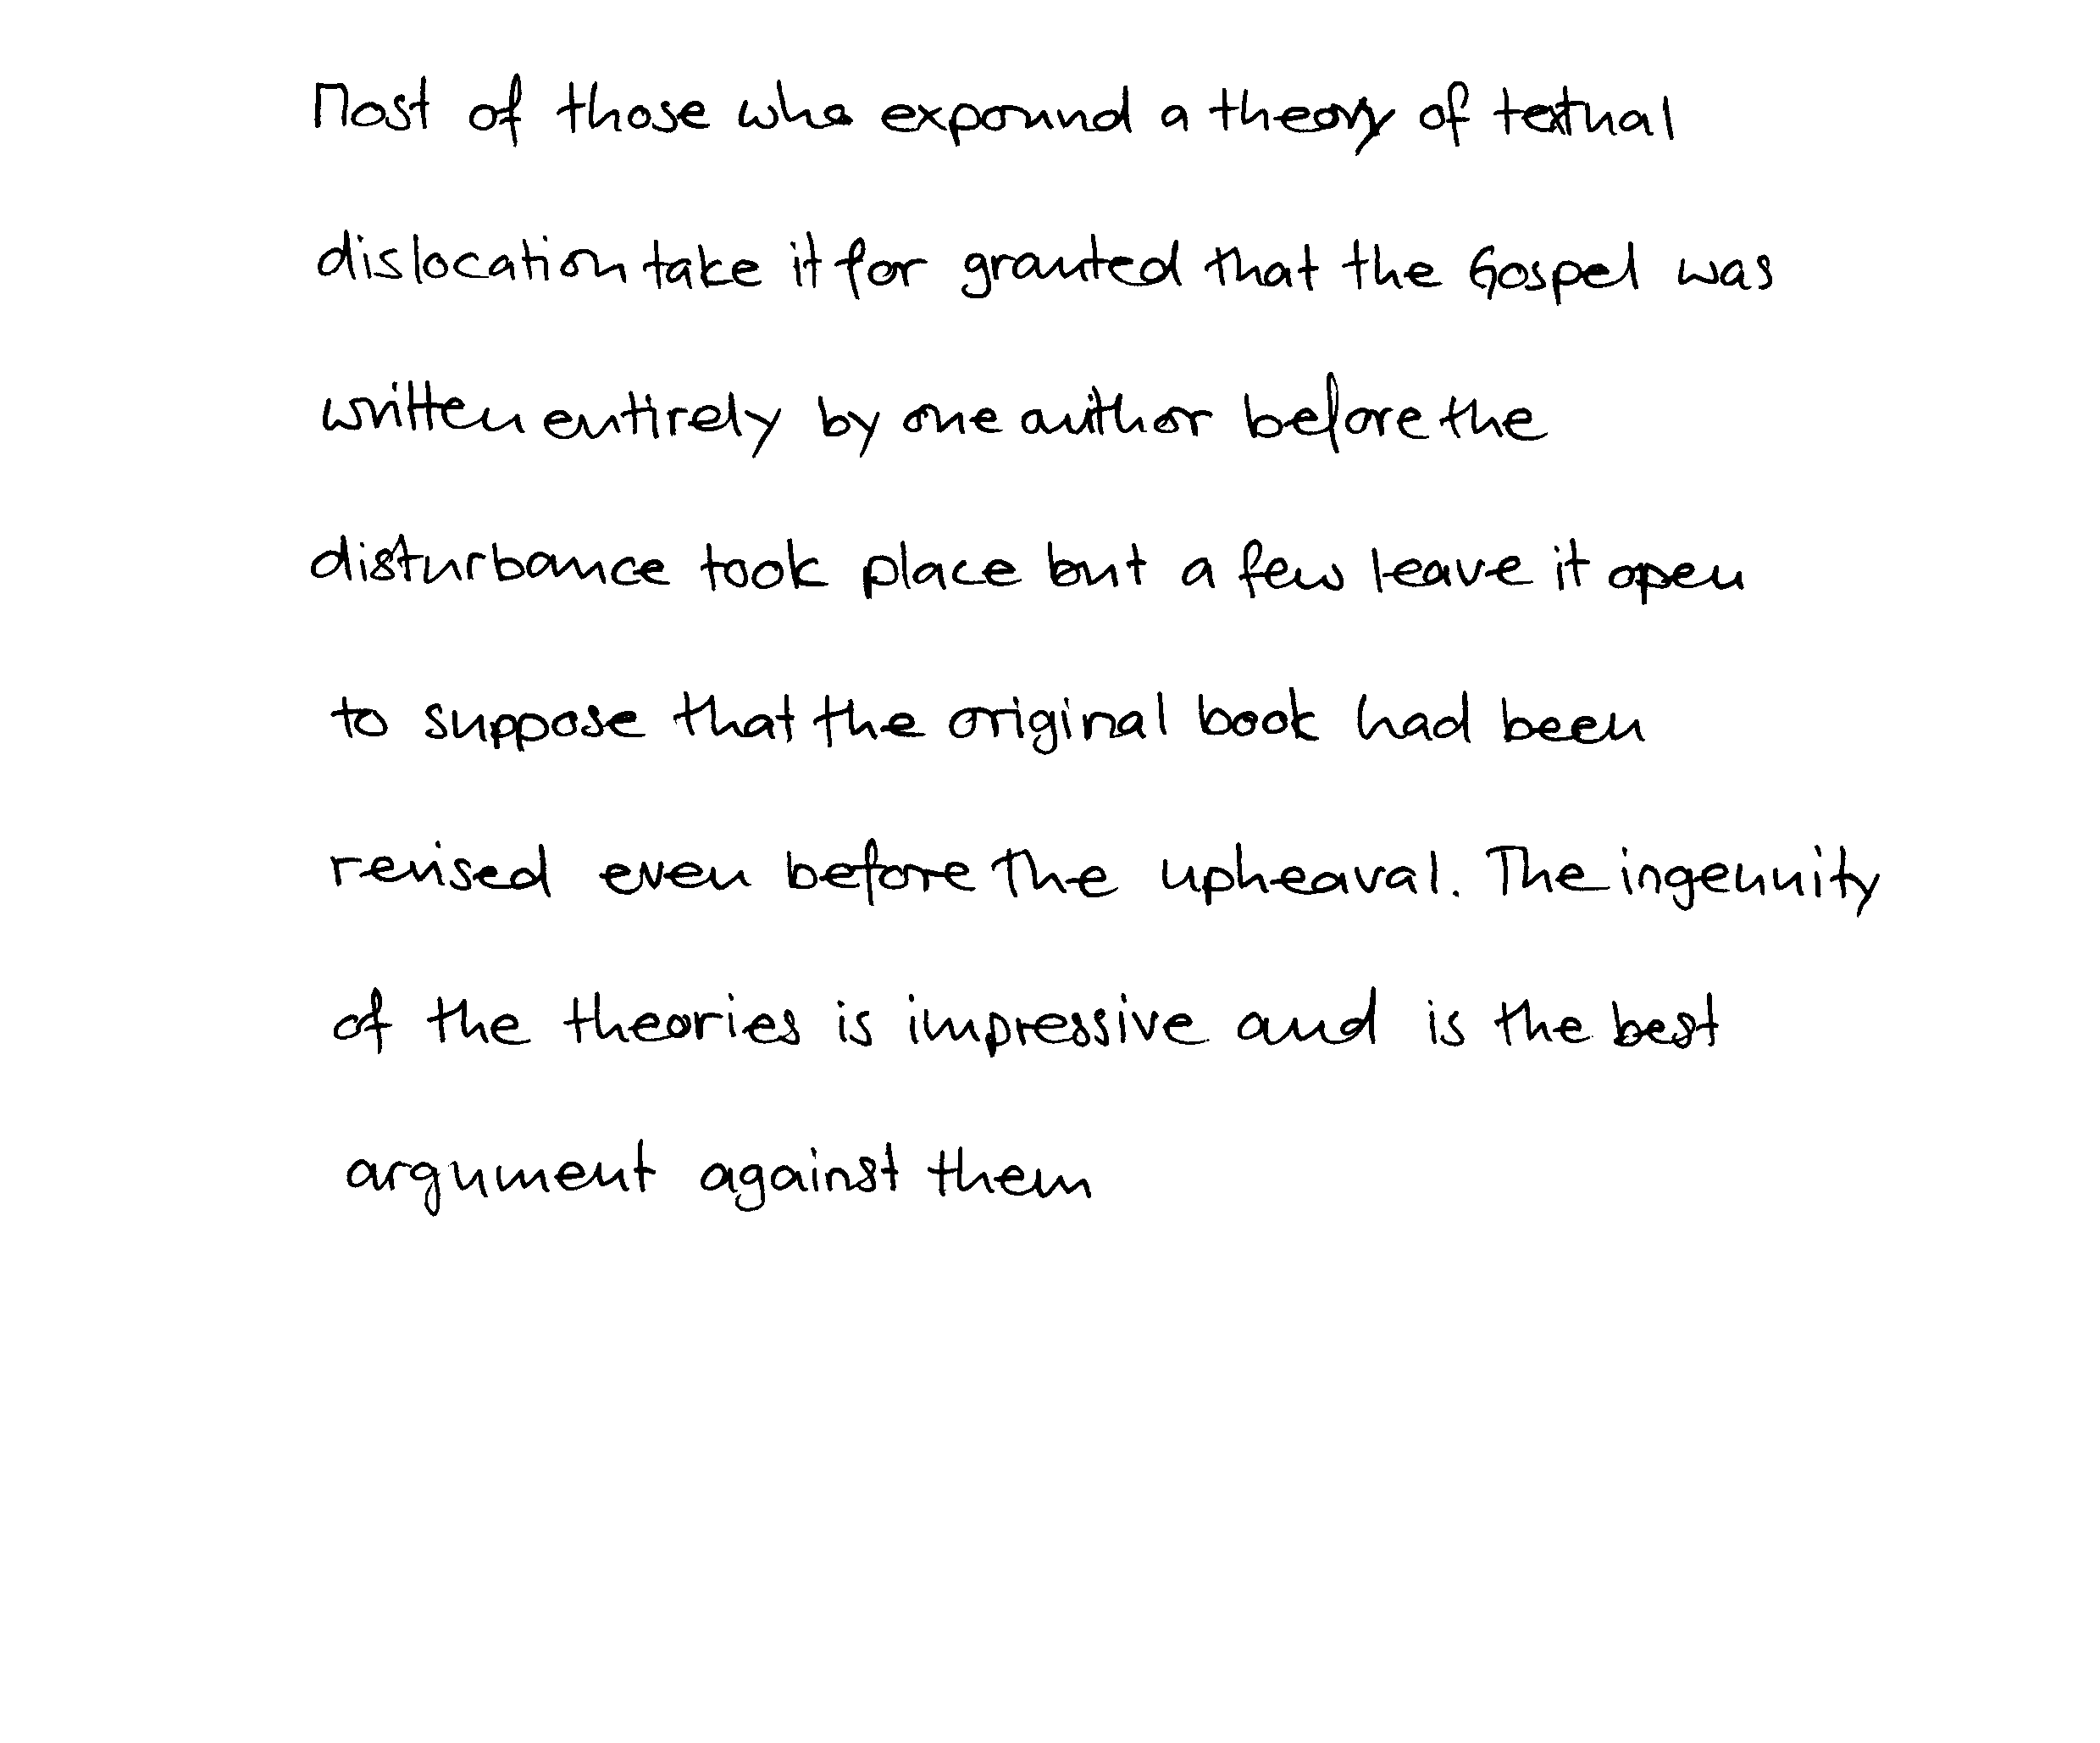 Most of those who expound a theory of textual
dislocation take it for granted that the Gospel was
written entirely by one author before the
disturbance took place but a few leave it open
to suppose that the original book had been
revised even before the upheaval. The ingenuity
of the theories is impressive and is the best
argument against them